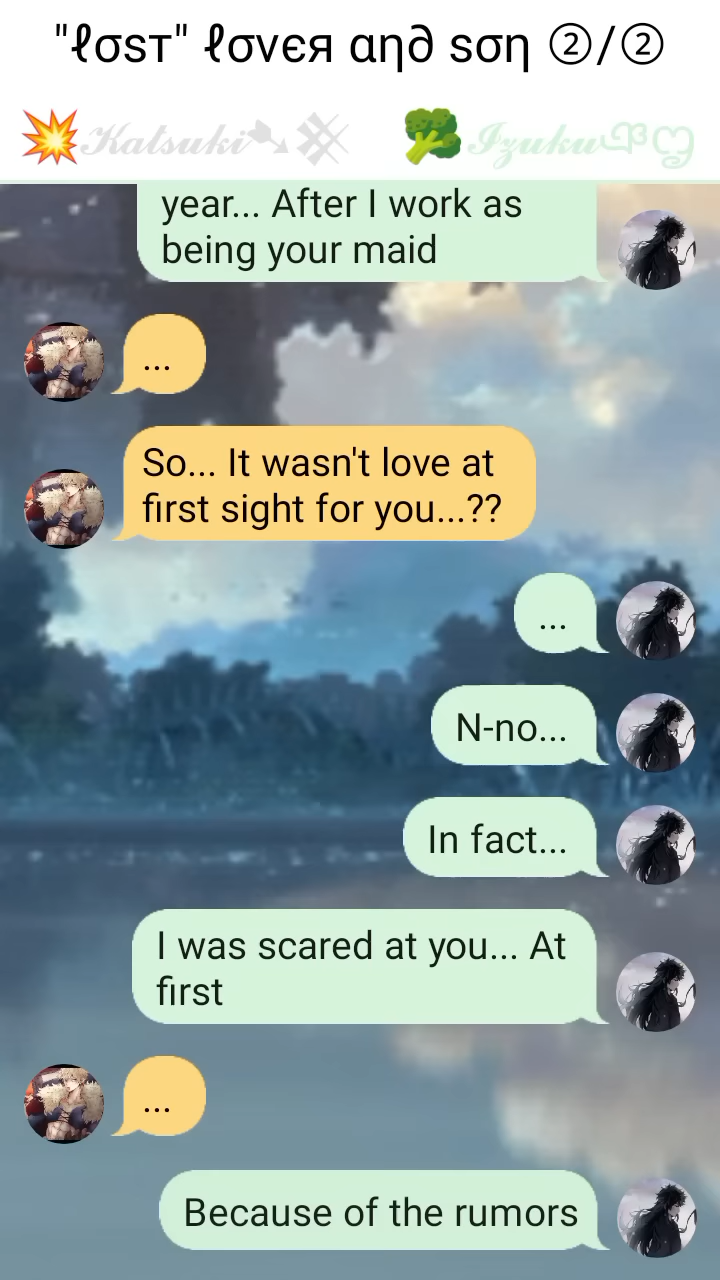 "ℓσѕт" ℓσνєя αη∂ ѕση ②/②
💥𝓚𝓪𝓽𝓼𝓾𝓴𝓲 🥦𝓘𝔃𝓾𝓴𝓾
year... After I work as
being your maid
...
So... It wasn't love at
first sight for you...??
...
N-no...
In fact...
I was scared at you... At
first
...
Because of the rumors